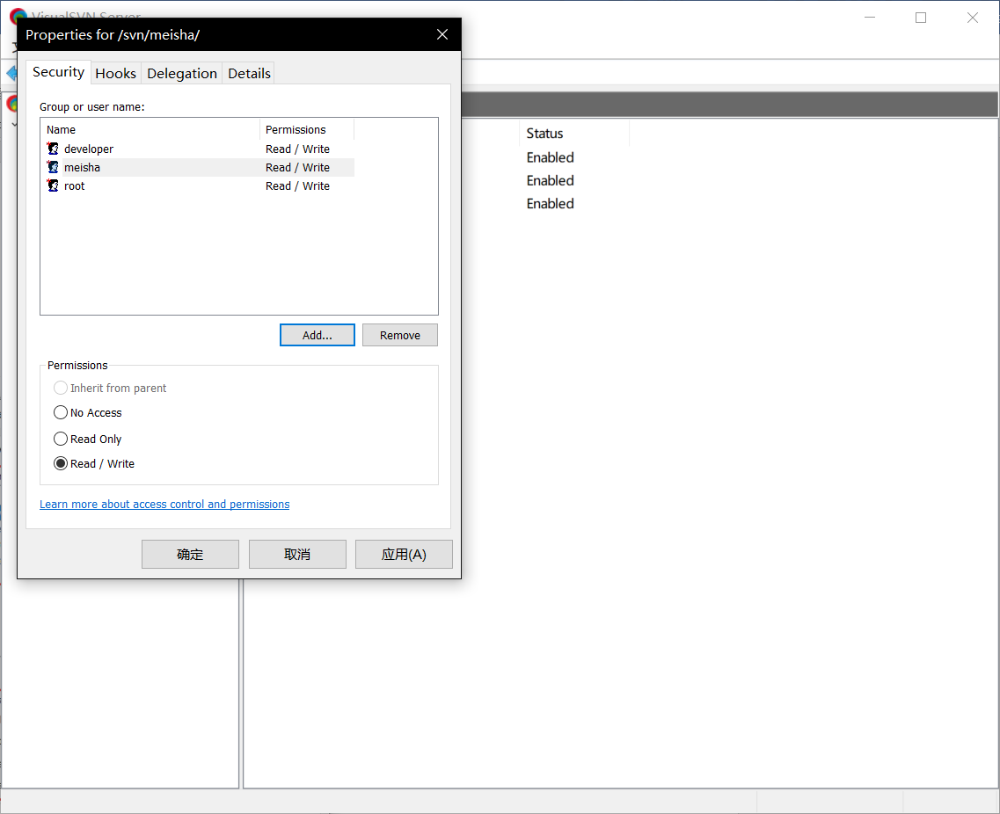 VisualSVN Server
Properties for /svn/meisha/
Security Hooks Delegation Details
Group or user name:
Name Permissions
developer Read / Write
meisha Read / Write
root Read / Write
Add... Remove
Permissions
Inherit from parent
No Access
Read Only
Read / Write
Learn more about access control and permissions
确定 取消 应用(A)
Status
Enabled
Enabled
Enabled